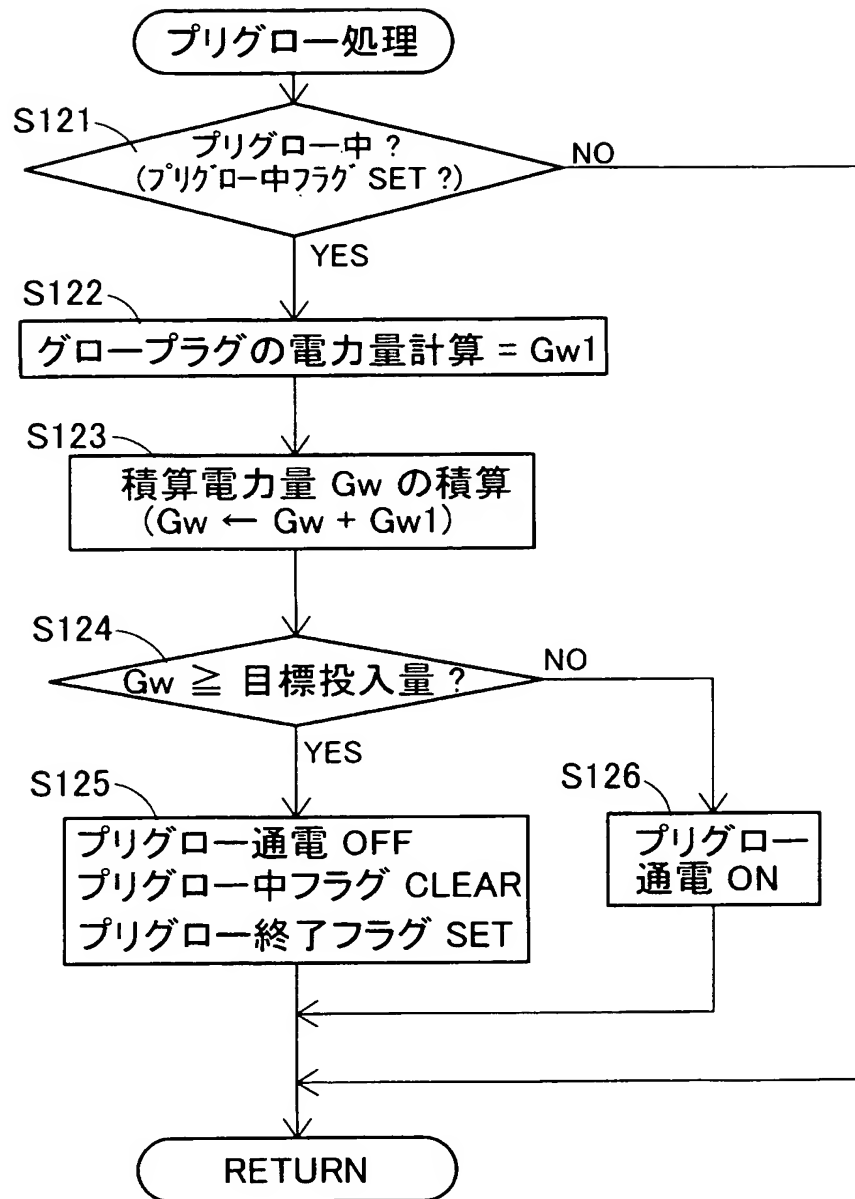 プリグロー処理
S121
プリグロー中 ?
(プリグロー中フラグ SET ?)
NO
YES
S122
グロープラグの電力量計算 = Gw1
S123
積算電力量 Gw の積算
(Gw ← Gw + Gw1)
S124
Gw ≧ 目標投入量 ?
NO
YES
S125
プリグロー通電 OFF
プリグロー中フラグ CLEAR
プリグロー終了フラグ SET
S126
プリグロー
通電 ON
RETURN